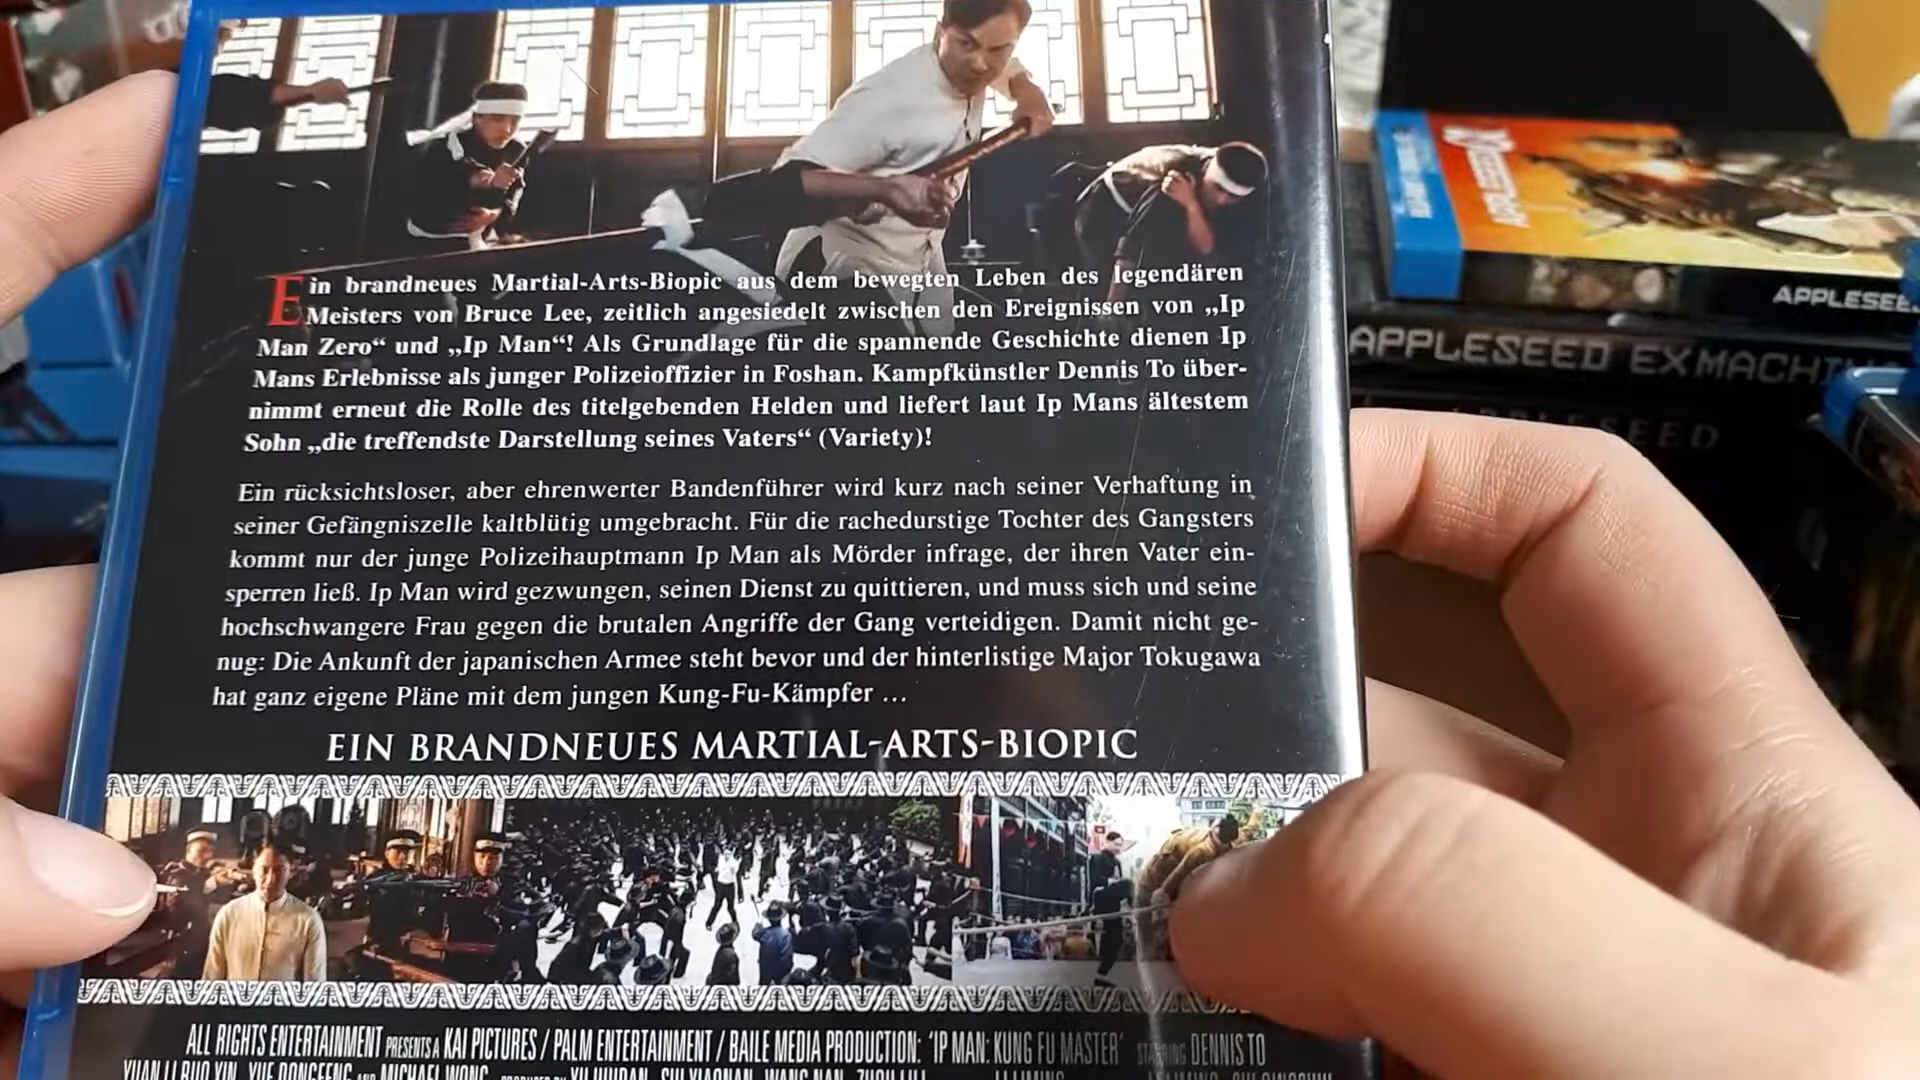 Ein brandneues Martial-Arts-Biopic aus dem bewegten Leben des legendären
Meisters von Bruce Lee, zeitlich angesiedelt zwischen den Ereignissen von „Ip
Man Zero“ und „Ip Man“! Als Grundlage für die spannende Geschichte dienen Ip
Mans Erlebnisse als junger Polizeioffizier in Foshan. Kampfkünstler Dennis To über-
nimmt erneut die Rolle des titelgebenden Helden und liefert laut Ip Mans ältestem
Sohn „die treffendste Darstellung seines Vaters“ (Variety)!
Ein rücksichtsloser, aber ehrenwerter Bandenführer wird kurz nach seiner Verhaftung in
seiner Gefängniszelle kaltblütig umgebracht. Für die rachedurstige Tochter des Gangsters
kommt nur der junge Polizeihauptmann Ip Man als Mörder infrage, der ihren Vater ein-
sperren ließ. Ip Man wird gezwungen, seinen Dienst zu quittieren, und muss sich und seine
hochschwangere Frau gegen die brutalen Angriffe der Gang verteidigen. Damit nicht ge-
nug: Die Ankunft der japanischen Armee steht bevor und der hinterlistige Major Tokugawa
hat ganz eigene Pläne mit dem jungen Kung-Fu-Kämpfer ...
EIN BRANDNEUES MARTIAL-ARTS-BIOPIC
ALL RIGHTS ENTERTAINMENT PRESENTS A KAI PICTURES / PALM ENTERTAINMENT / BAILE MEDIA PRODUCTION: ‘IP MAN: KUNG FU MASTER’ STARRING DENNIS TO
MICHAEL WONG
APPLESEED
APPLESEED EX MACHI